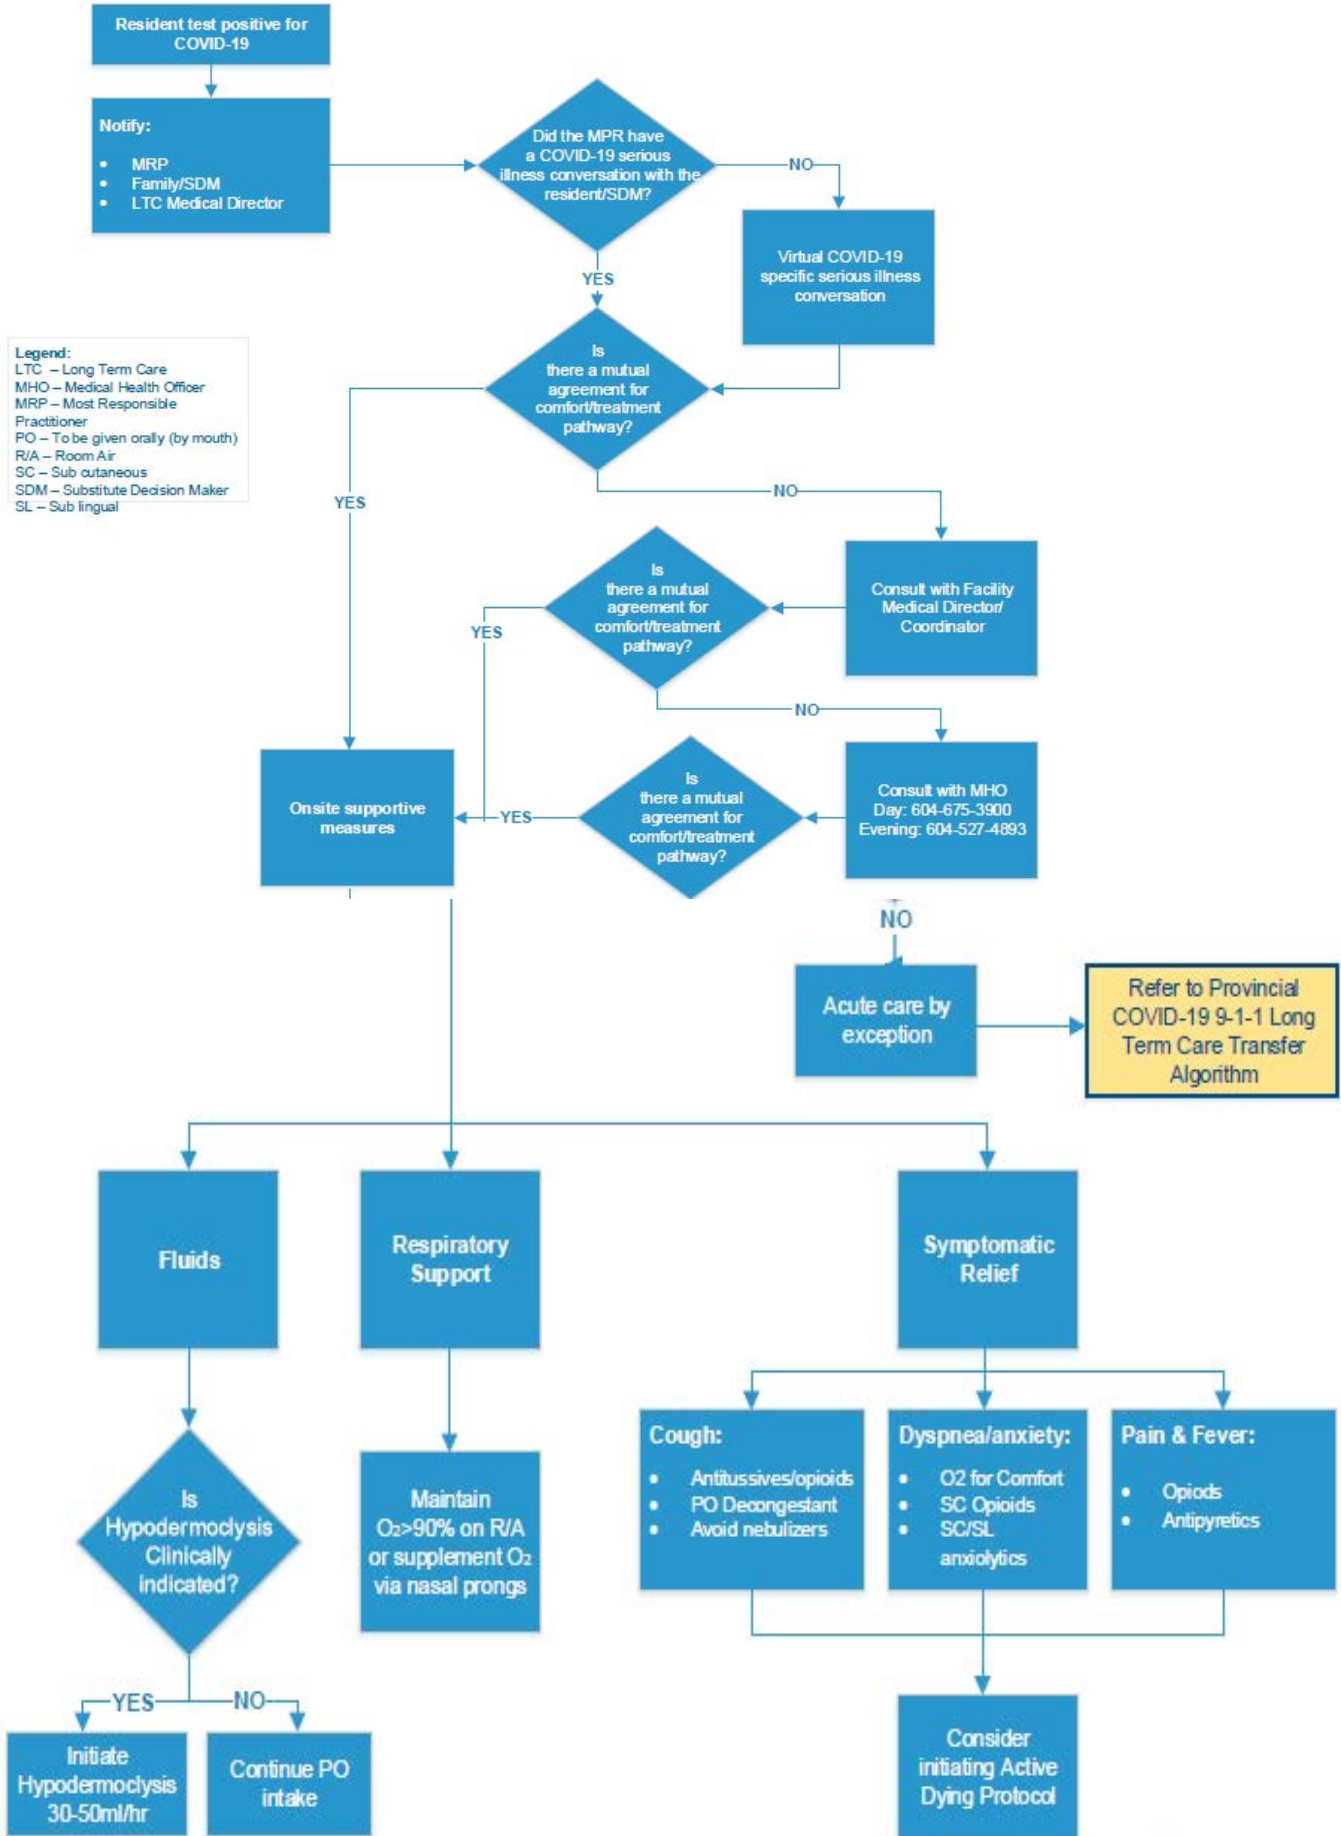 Resident test positive for
COVID-19
Notify:
• MRP
• Family/SDM
• LTC Medical Director
Did the MPR have
a COVID-19 serious
illness conversation with the
resident/SDM?
NO
Virtual COVID-19
specific serious illness
conversation
YES
Is
there a mutual
agreement for
comfort/treatment
pathway?
Legend:
LTC – Long Term Care
MHO – Medical Health Officer
MRP – Most Responsible
Practitioner
PO – To be given orally (by mouth)
R/A – Room Air
SC – Sub cutaneous
SDM – Substitute Decision Maker
SL – Sub lingual
YES
NO
Consult with Facility
Medical Director/
Coordinator
Is
there a mutual
agreement for
comfort/treatment
pathway?
YES
NO
Consult with MHO
Day: 604-675-3900
Evening: 604-527-4893
Is
there a mutual
agreement for
comfort/treatment
pathway?
YES
Onsite supportive
measures
NO
Acute care by
exception
Refer to Provincial
COVID-19 9-1-1 Long
Term Care Transfer
Algorithm
Fluids
Respiratory
Support
Symptomatic
Relief
Is
Hypodermoclysis
Clinically
indicated?
Maintain
O₂>90% on R/A
or supplement O₂
via nasal prongs
Cough:
• Antitussives/opioids
• PO Decongestant
• Avoid nebulizers
Dyspnea/anxiety:
• O2 for Comfort
• SC Opioids
• SC/SL
anxiolytics
Pain & Fever:
• Opiods
• Antipyretics
YES
NO
Initiate
Hypodermoclysis
30-50ml/hr
Continue PO
intake
Consider
initiating Active
Dying Protocol